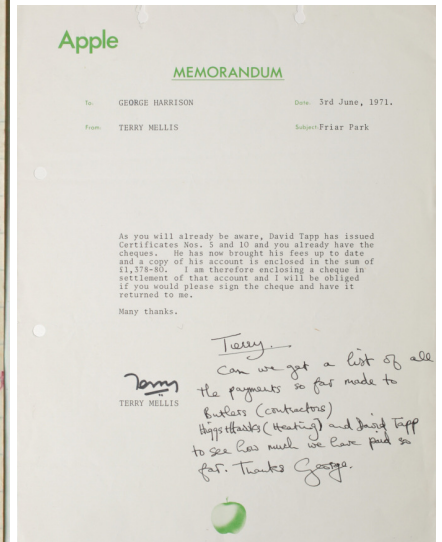 Apple
MEMORANDUM
To: GEORGE HARRISON Date: 3rd June, 1971.
From: TERRY MELLIS Subject: Friar Park
As you will already be aware, David Tapp has issued
Certificates Nos. 5 and 10 and you already have the
cheques. He has now brought his fees up to date
and a copy of his account is enclosed in the sum of
£1,378-80. I am therefore enclosing a cheque in
settlement of that account and I will be obliged
if you would please sign the cheque and have it
returned to me.
Many thanks.
Terry
TERRY MELLIS
Terry.
Can we get a list of all
the payments so far made to
Butlers (contractors)
Higgs (Heating) and David Tapp
to see how much we have paid so
far. Thanks George.